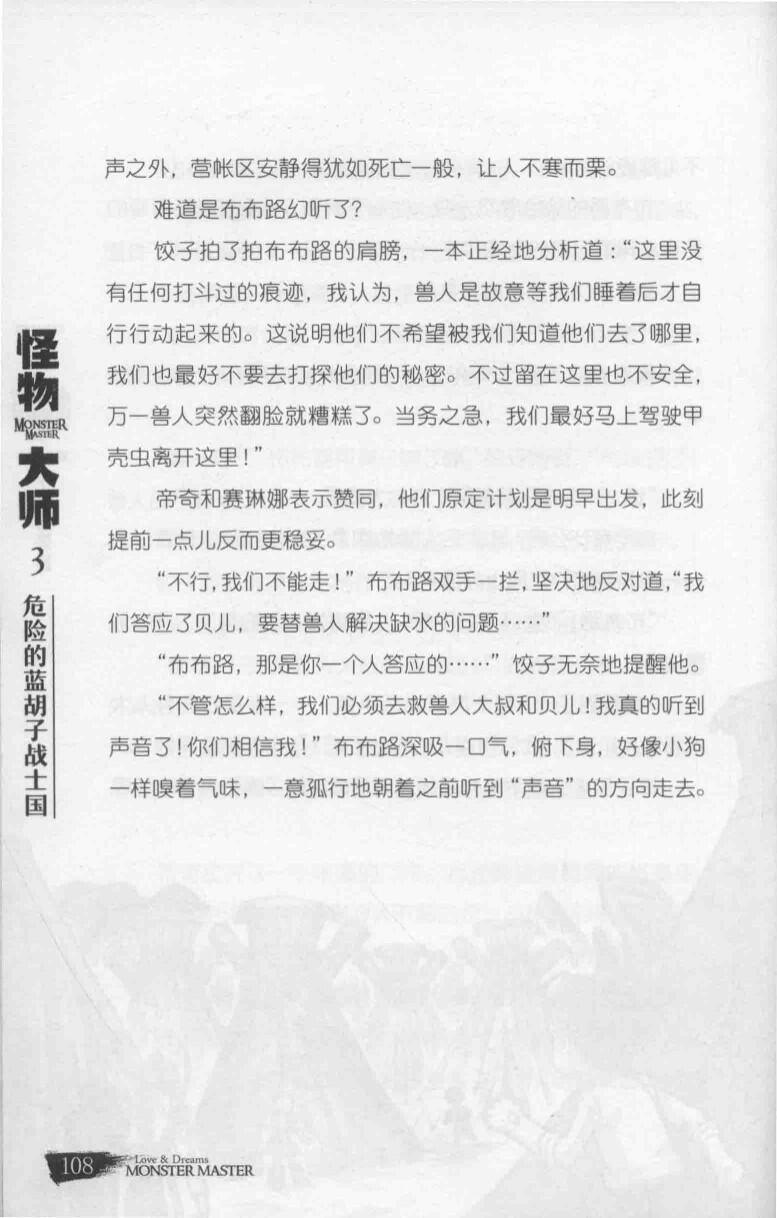 声之外，营帐区安静得犹如死亡一般，让人不寒而栗。
难道是布布路幻听了？
饺子拍了拍布布路的肩膀，一本正经地分析道：“这里没
有任何打斗过的痕迹，我认为，兽人是故意等我们睡着后才自
行行动起来的。这说明他们不希望被我们知道他们去了哪里，
我们也最好不要去打探他们的秘密。不过留在这里也不安全，
万一兽人突然翻脸就糟糕了。当务之急，我们最好马上驾驶甲
壳虫离开这里！”
帝奇和赛琳娜表示赞同，他们原定计划是明早出发，此刻
提前一点儿反而更稳妥。
“不行，我们不能走！”布布路双手一拦，坚决地反对道，“我
们答应了贝儿，要替兽人解决缺水的问题……”
“布布路，那是你一个人答应的……”饺子无奈地提醒他。
“不管怎么样，我们必须去救兽人大叔和贝儿！我真的听到
声音了！你们相信我！”布布路深吸一口气，俯下身，好像小狗
一样嗅着气味，一意孤行地朝着之前听到“声音”的方向走去。
怪物
MONSTER
MASTER
大师
3
危险的蓝胡子战士国
108
Love & Dreams
MONSTER MASTER